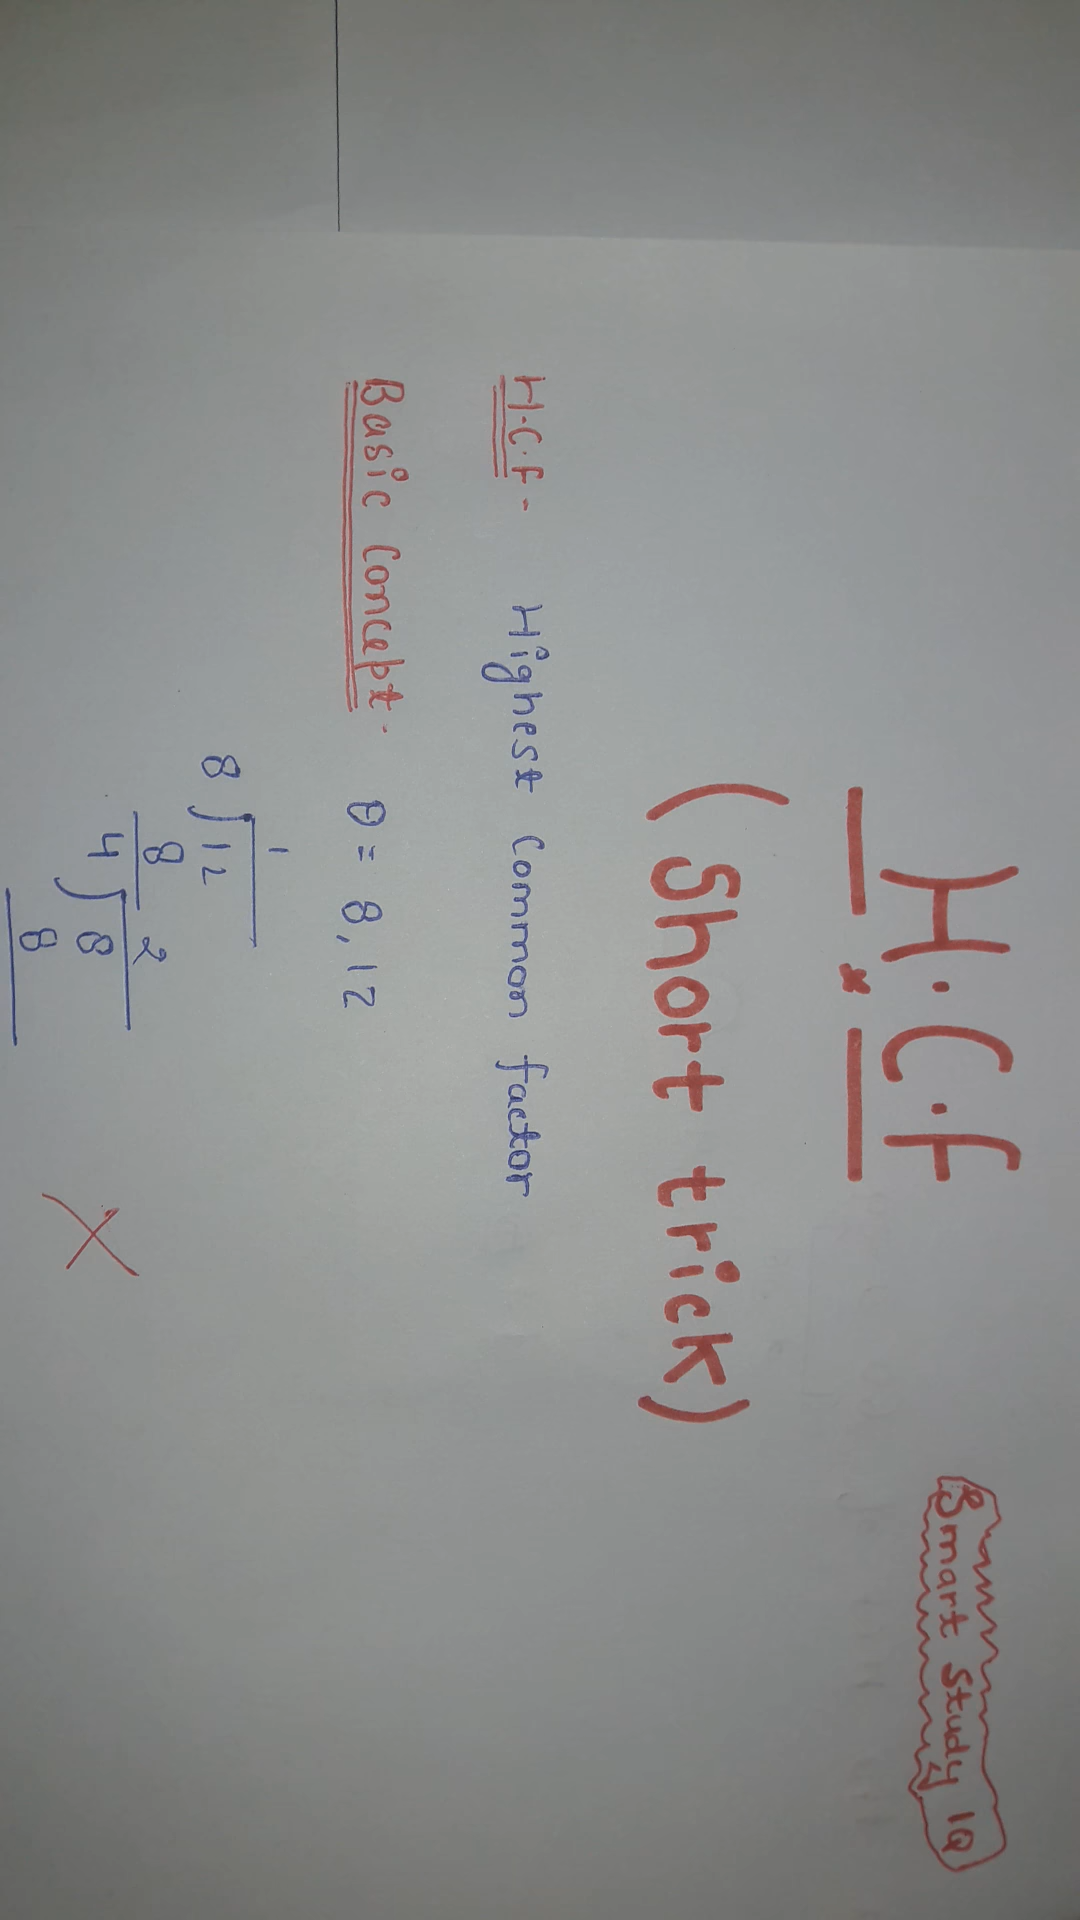 Smart Study IQ
H.C.F
(Short trick)
H.C.F - Highest Common factor
Basic Concept. θ = 8, 12
1
8)12
8
2
4)8
8